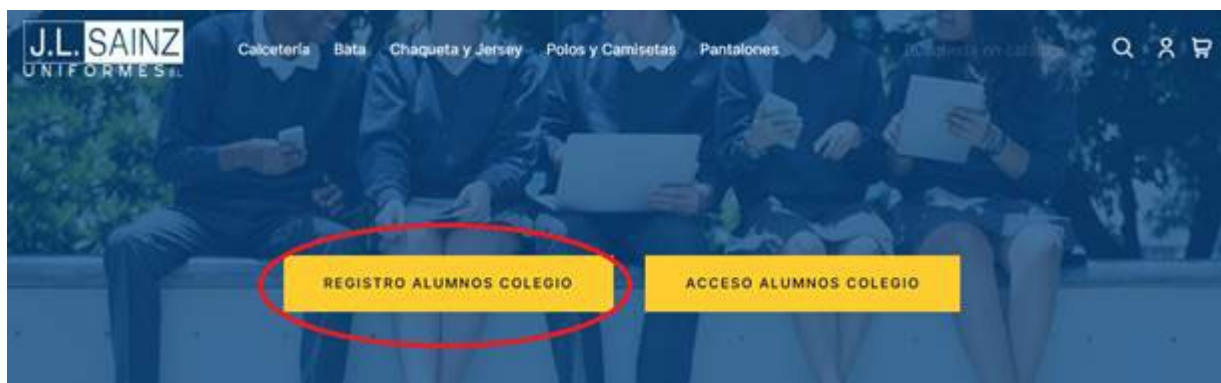 J.L. SAINZ
UNIFORMES S.L.
Calcetería Bata Chaqueta y Jersey Polos y Camisetas Pantalones
REGISTRO ALUMNOS COLEGIO ACCESO ALUMNOS COLEGIO